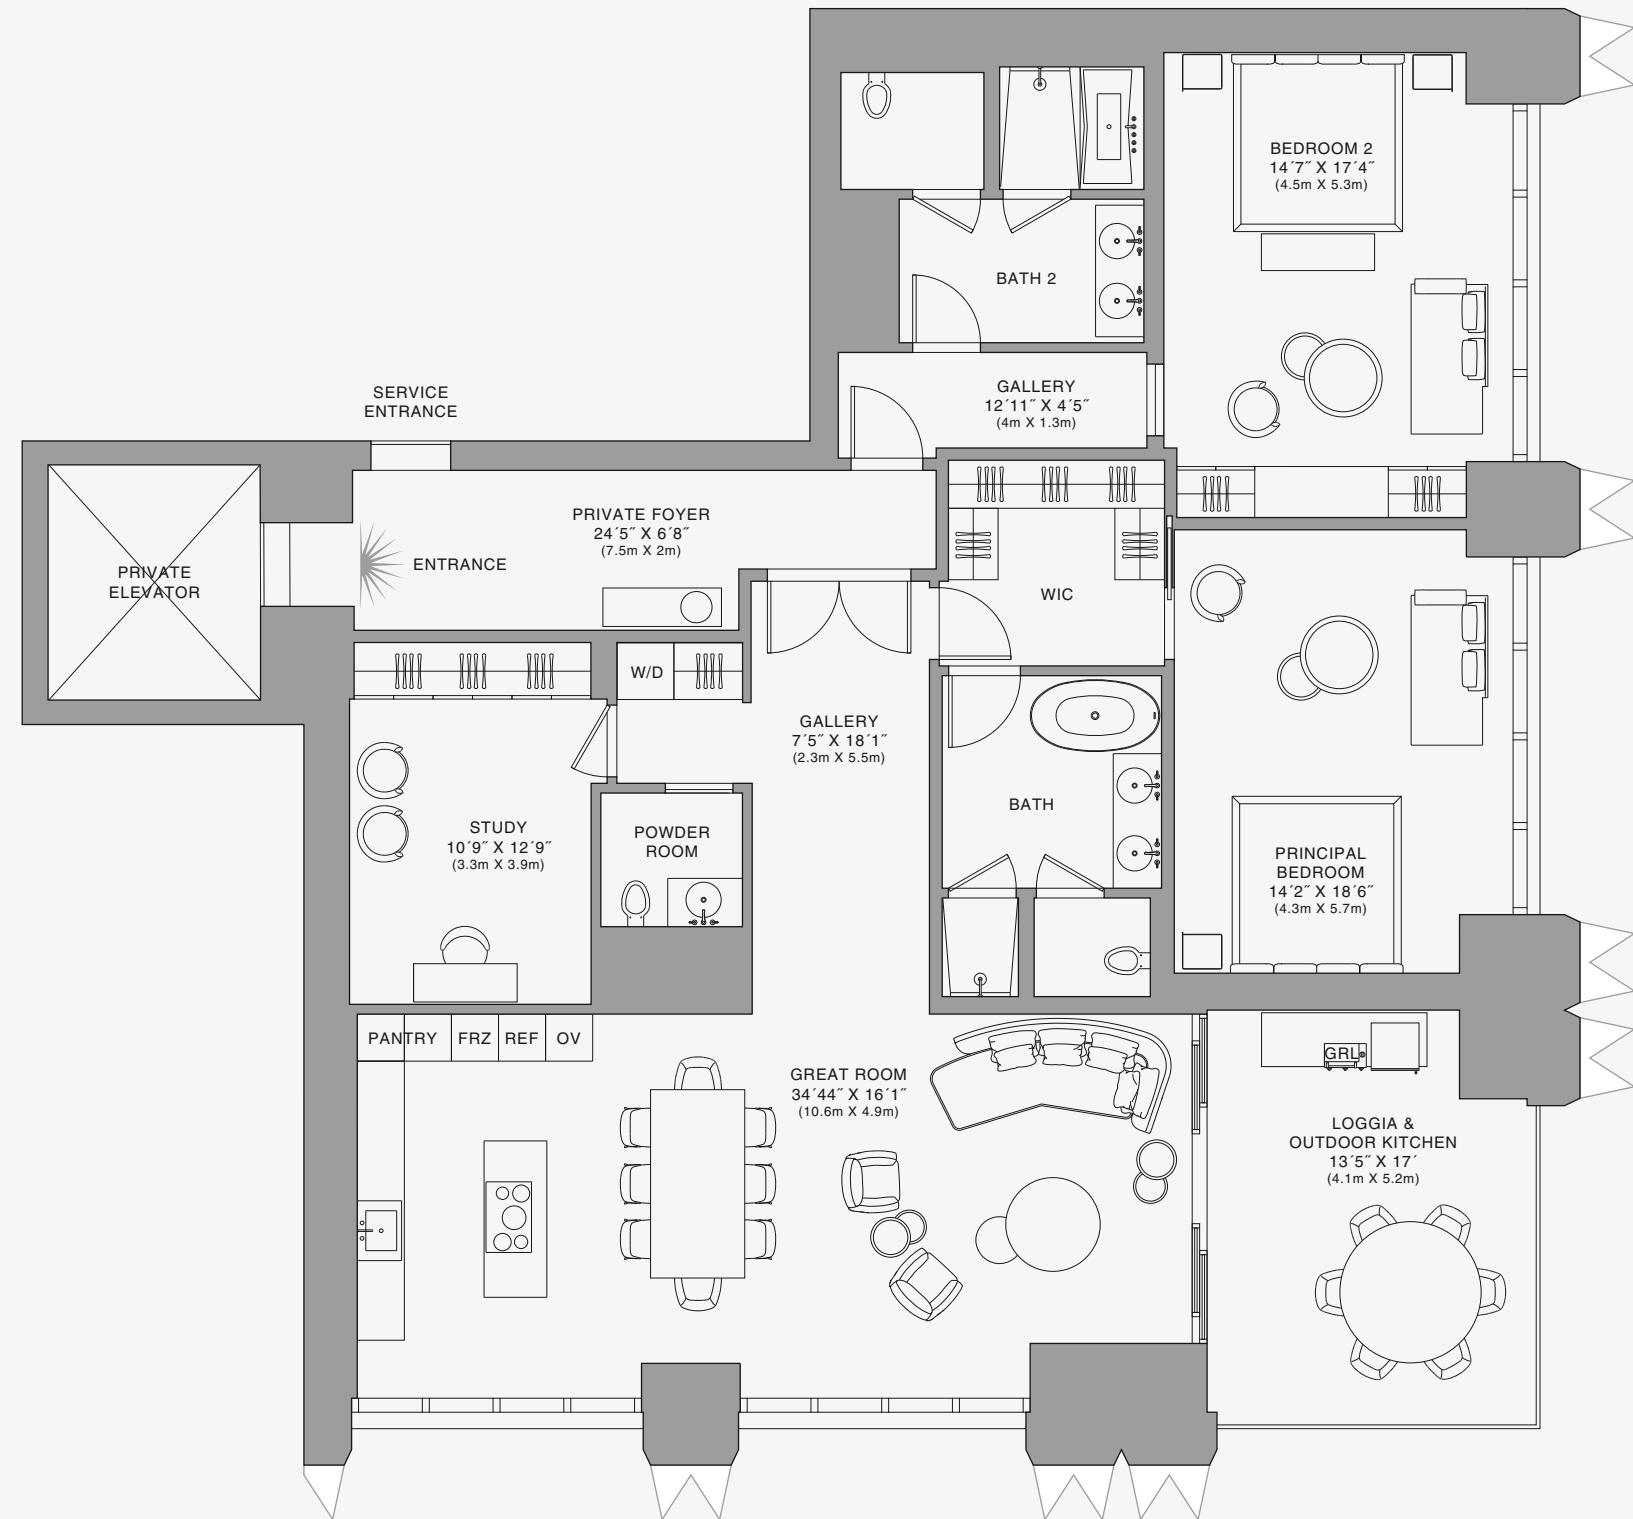 BEDROOM 2
14´7˝ X 17´4˝
(4.5m X 5.3m)
BATH 2
GALLERY
12´11˝ X 4´5˝
(4m X 1.3m)
SERVICE
ENTRANCE
PRIVATE FOYER
24´5˝ X 6´8˝
(7.5m X 2m)
ENTRANCE
PRIVATE
ELEVATOR
WIC
W/D
GALLERY
7´5˝ X 18´1˝
(2.3m X 5.5m)
BATH
STUDY
10´9˝ X 12´9˝
(3.3m X 3.9m)
POWDER
ROOM
PRINCIPAL
BEDROOM
14´2˝ X 18´6˝
(4.3m X 5.7m)
PANTRY
FRZ
REF
OV
GREAT ROOM
34´44˝ X 16´1˝
(10.6m X 4.9m)
GRL
LOGGIA &
OUTDOOR KITCHEN
13´5˝ X 17´
(4.1m X 5.2m)